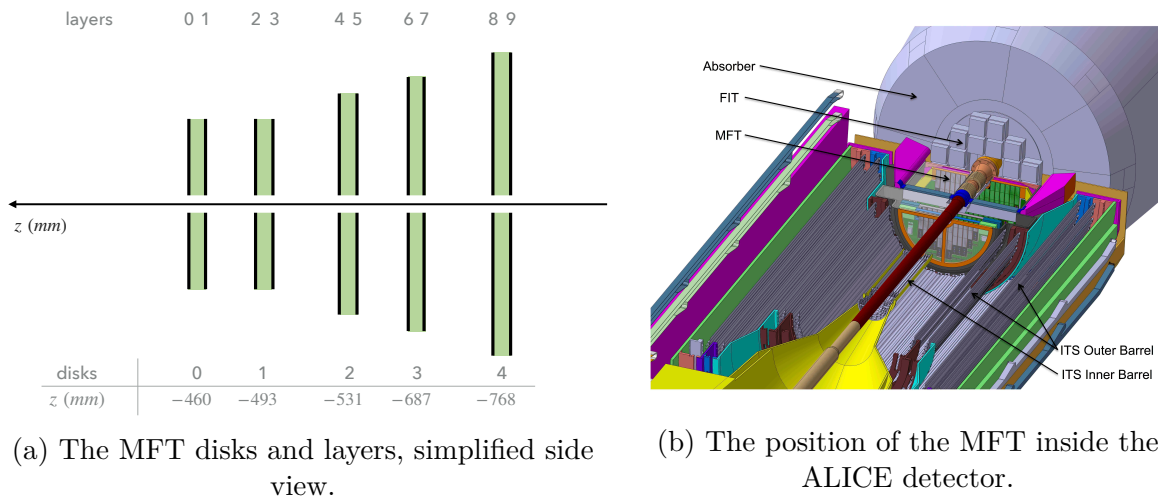 layers 0 1 2 3 4 5 6 7 8 9
z (mm)
disks 0 1 2 3 4
z (mm) −460 −493 −531 −687 −768
(a) The MFT disks and layers, simplified side
view.
Absorber
FIT
MFT
ITS Outer Barrel
ITS Inner Barrel
(b) The position of the MFT inside the
ALICE detector.